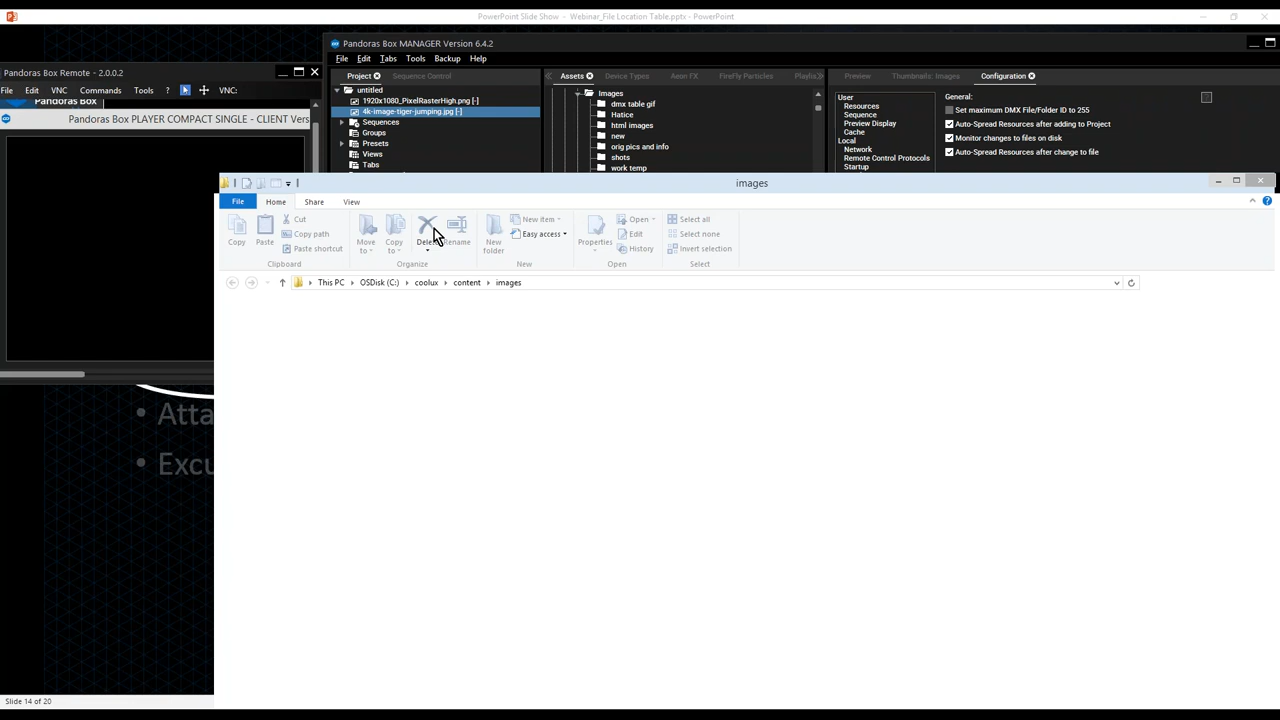 PowerPoint Slide Show - Webinar_File Location Table.pptx - PowerPoint
Pandoras Box MANAGER Version 6.4.2
File Edit Tabs Tools Backup Help
Pandoras Box Remote - 2.0.0.2
File Edit VNC Commands Tools ? VNC:
Pandoras Box
Pandoras Box PLAYER COMPACT SINGLE - CLIENT Vers
Project Sequence Control
untitled
1920x1080_PixelRasterHigh.png [-]
4k-image-tiger-jumping.jpg [-]
Sequences
Groups
Presets
Views
Tabs
Assets Device Types Aeon FX FireFly Particles Playlis
Images
dmx table gif
Hatice
html images
new
orig pics and info
shots
work temp
Preview Thumbnails: Images Configuration
User
Resources
Sequence
Preview Display
Cache
Local
Network
Remote Control Protocols
Startup
General:
Set maximum DMX File/Folder ID to 255
Auto-Spread Resources after adding to Project
Monitor changes to files on disk
Auto-Spread Resources after change to file
images
File Home Share View
Copy
Paste
Cut
Copy path
Paste shortcut
Clipboard
Move to
Copy to
Delete
Rename
Organize
New folder
New item
Easy access
New
Properties
Open
Edit
History
Open
Select all
Select none
Invert selection
Select
This PC OSDisk (C:) coolux content images
• Atta
• Excu
Slide 14 of 20